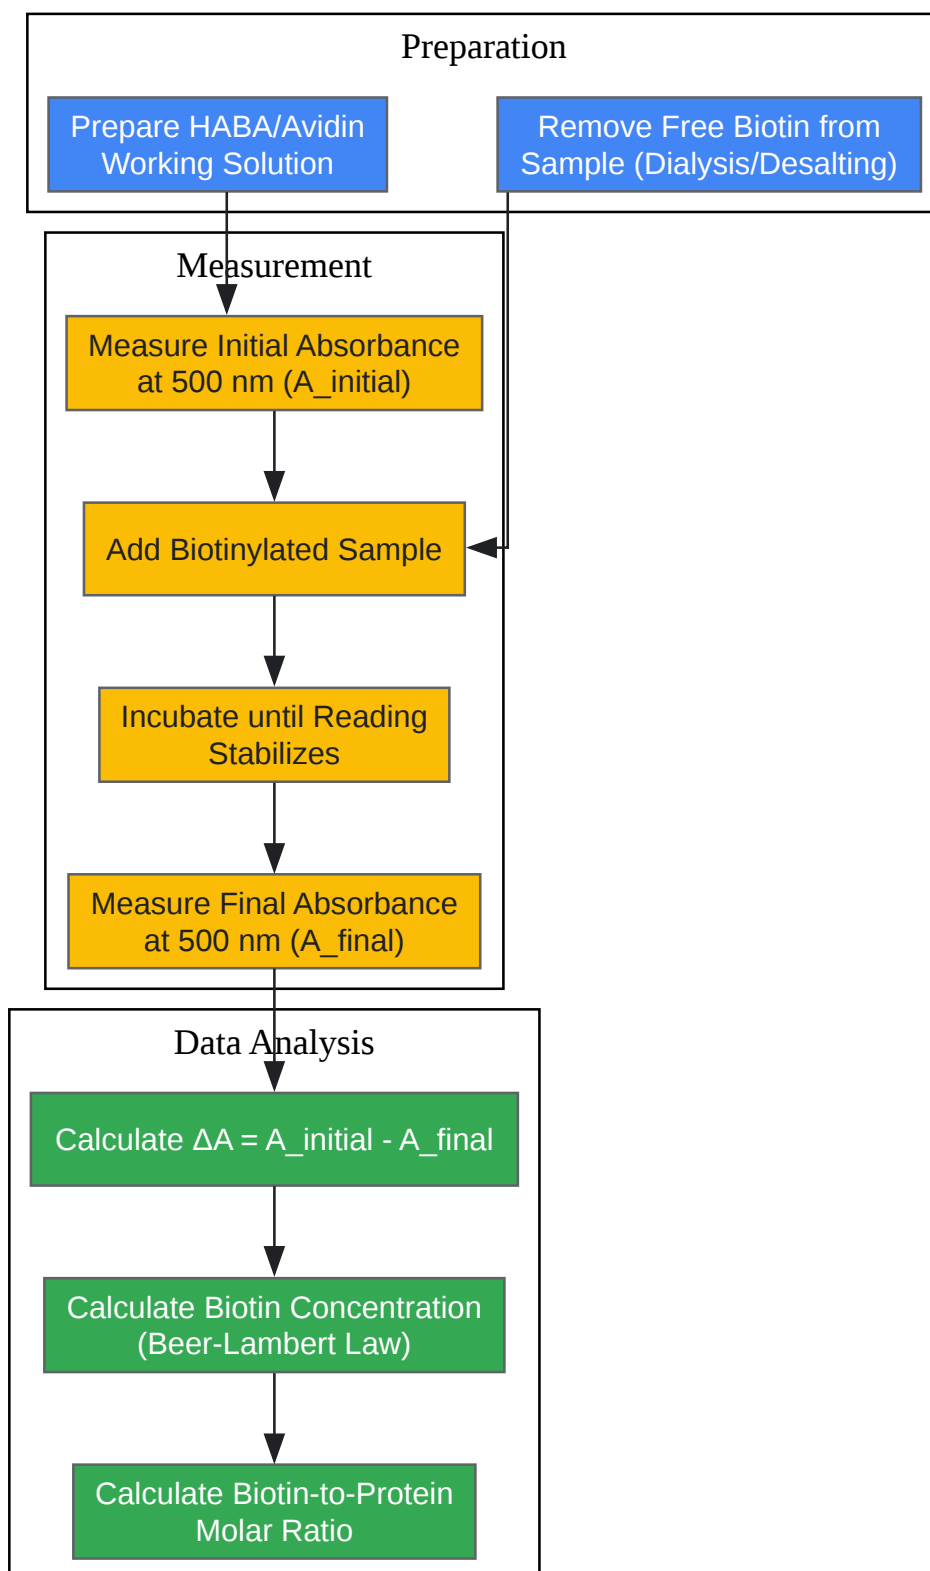 Preparation
Prepare HABA/Avidin
Working Solution
Remove Free Biotin from
Sample (Dialysis/Desalting)
Measurement
Measure Initial Absorbance
at 500 nm (A_initial)
Add Biotinylated Sample
Incubate until Reading
Stabilizes
Measure Final Absorbance
at 500 nm (A_final)
Data Analysis
Calculate ΔA = A_initial - A_final
Calculate Biotin Concentration
(Beer-Lambert Law)
Calculate Biotin-to-Protein
Molar Ratio